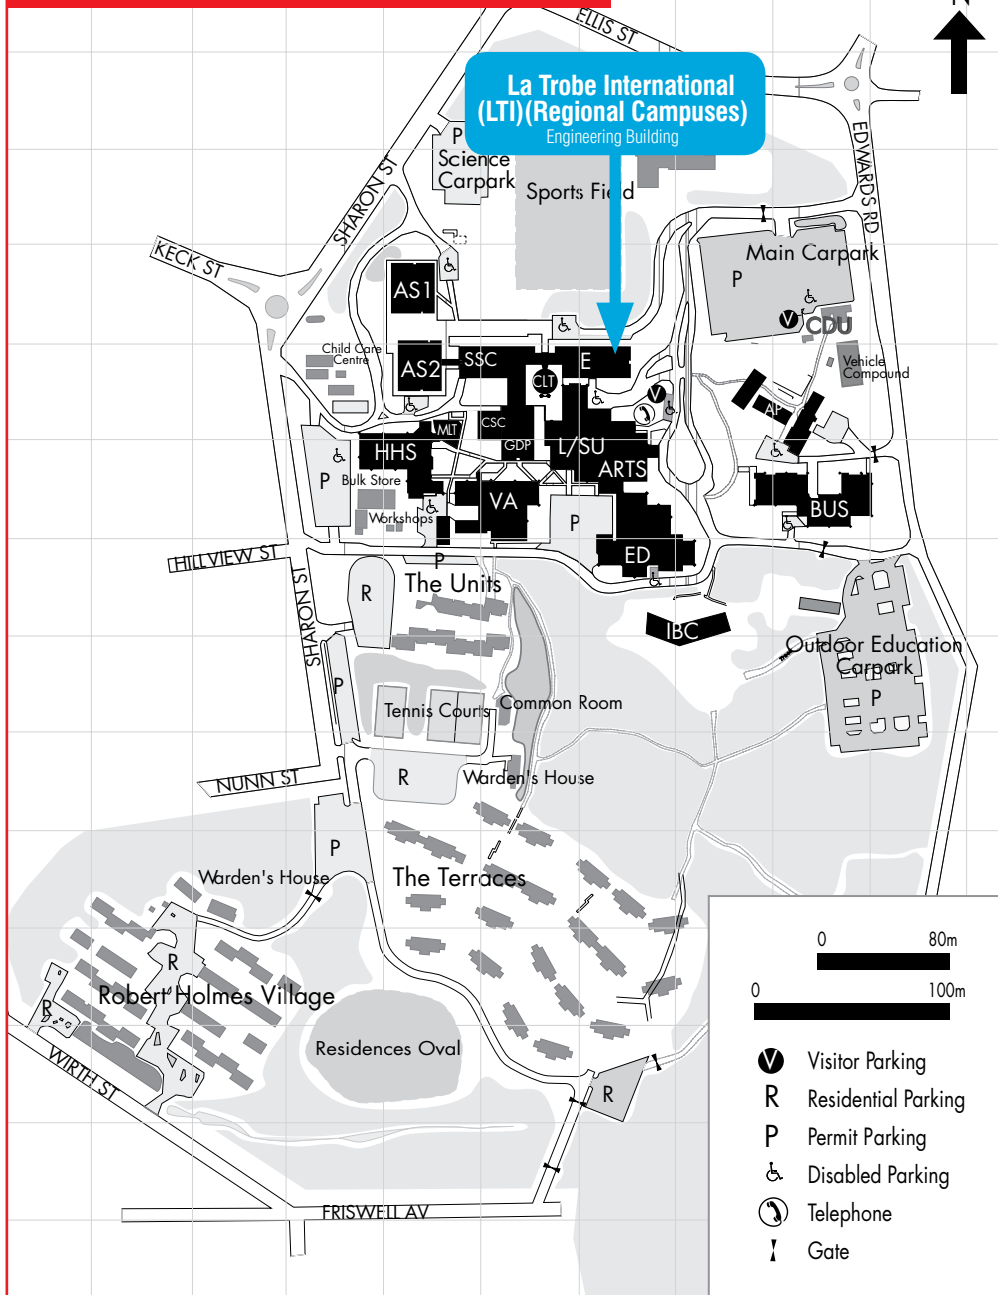 N
ELLIS ST
La Trobe International
(LTI)(Regional Campuses)
Engineering Building
EDWARDS RD
P
Science
Carpark
Sports Field
SHARON ST
KECK ST
Main Carpark
P
AS1
V
CDU
Child Care
Centre
AS2
SSC
CLT
E
Vehicle
Compound
V
AP
MLT
CSC
GDP
L/SU
HHS
ARTS
P
Bulk Store
VA
BUS
Workshops
P
ED
HILLVIEW ST
P
The Units
R
SHARON ST
IBC
Outdoor Education
Carpark
P
P
Tennis Courts
Common Room
R
Warden's House
NUNN ST
P
Warden's House
The Terraces
R
Robert Holmes Village
R
Residences Oval
WIRTH ST
R
FRISWELL AV
0 80m
0 100m
V Visitor Parking
R Residential Parking
P Permit Parking
Disabled Parking
Telephone
Gate